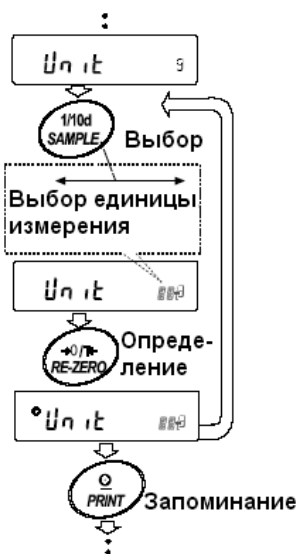 Unit g
1/10d
SAMPLE
Выбор
Выбор единицы
измерения
Unit
Опреде-
→0/T←
RE-ZERO
ление
Unit
PRINT
Запоминание